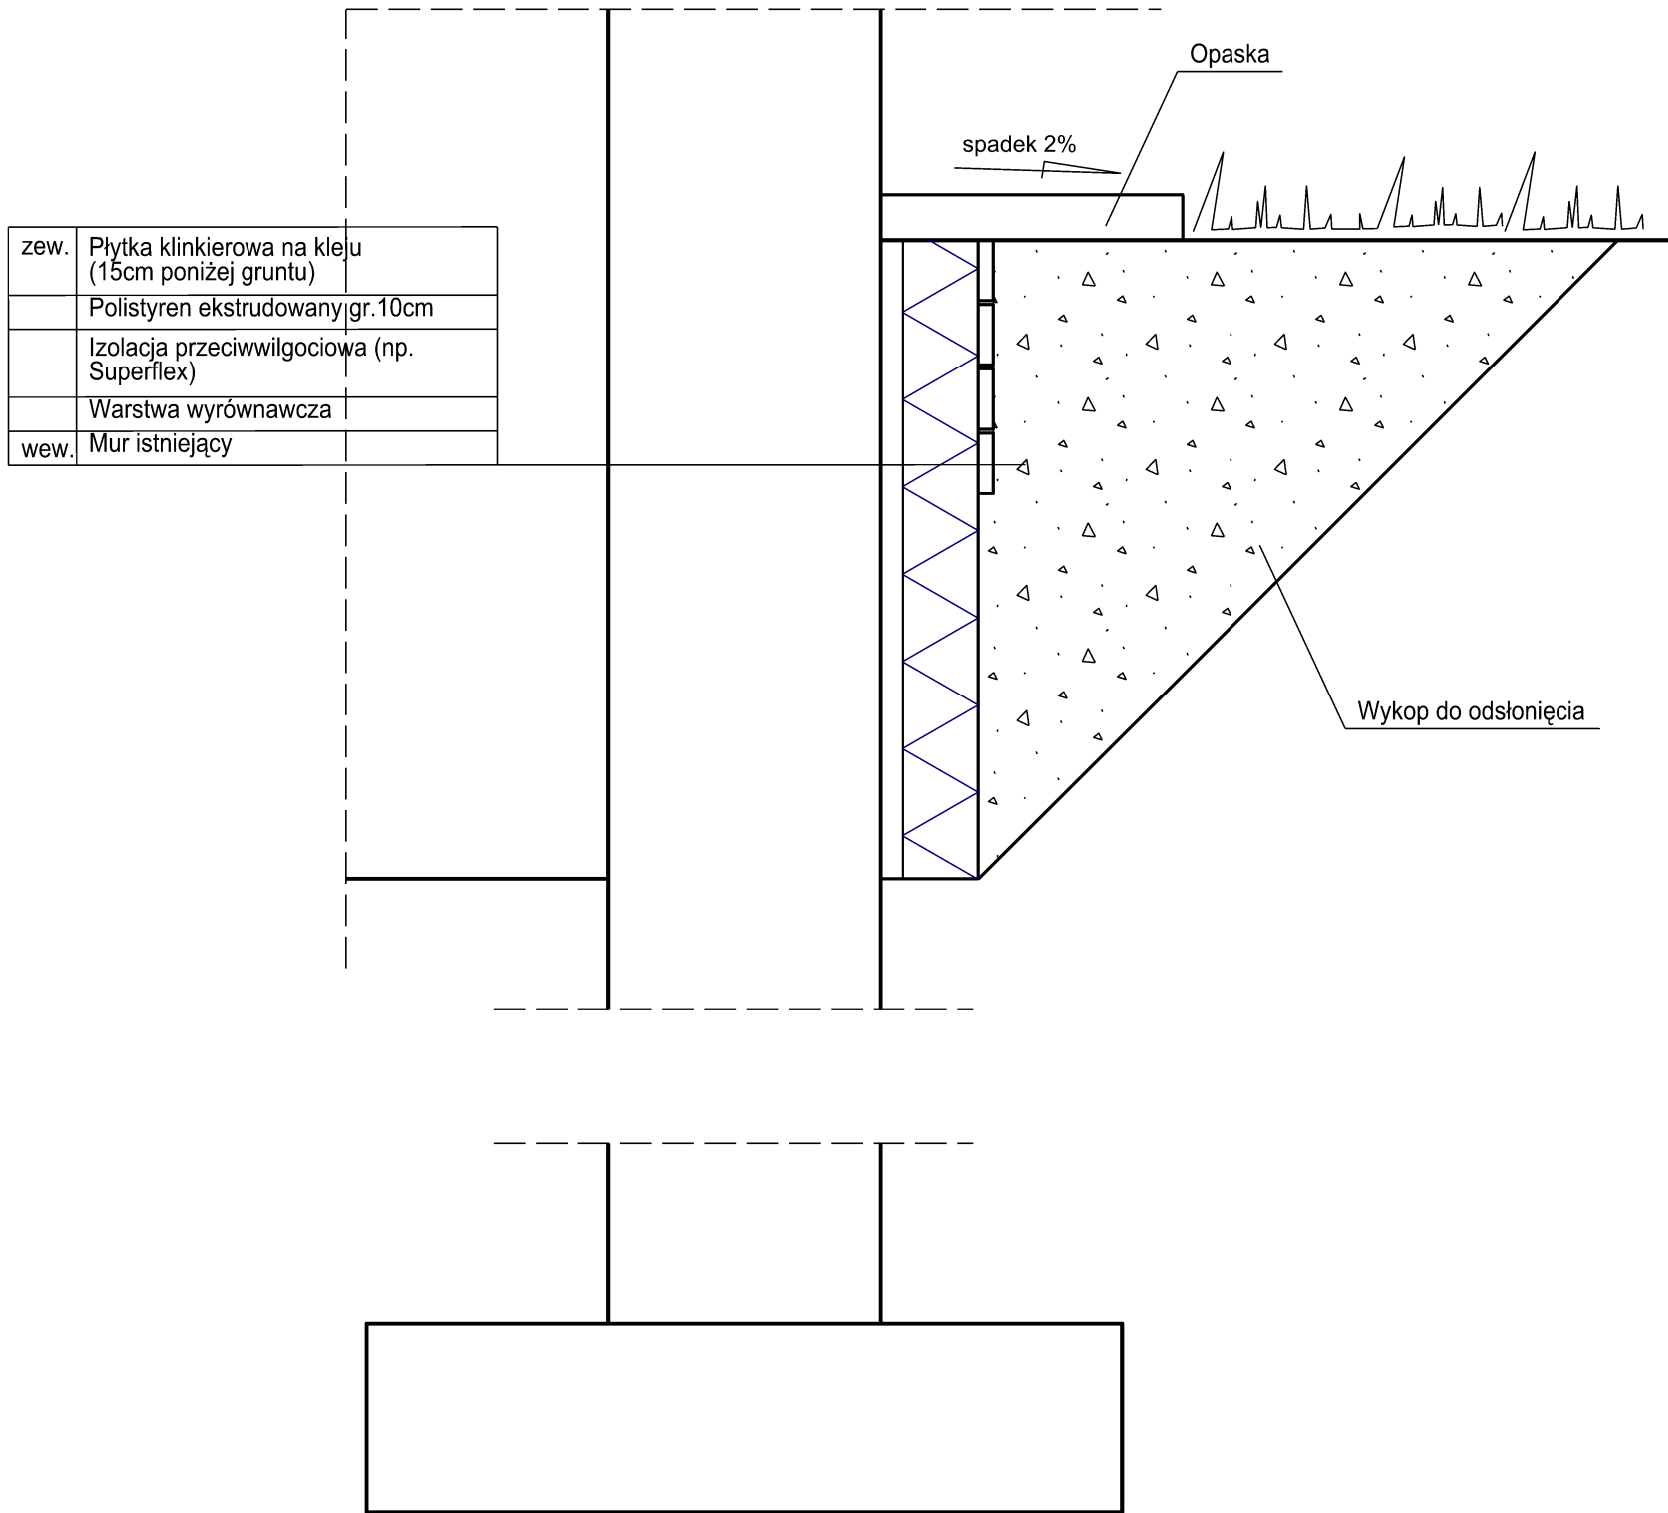 Opaska
spadek 2%
zew. Płytka klinkierowa na kleju
(15cm poniżej gruntu)
Polistyren ekstrudowany gr.10cm
Izolacja przeciwwilgociowa (np.
Superflex)
Warstwa wyrównawcza
wew. Mur istniejący
Wykop do odsłonięcia